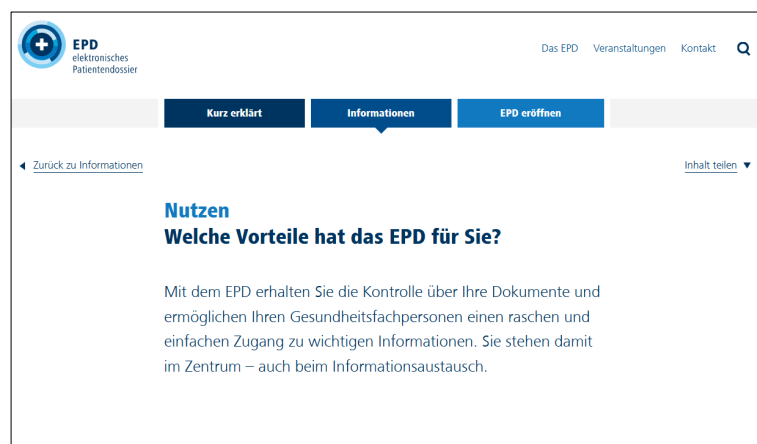 EPD
elektronisches
Patientendossier
Das EPD Veranstaltungen Kontakt
Kurz erklärt Informationen EPD eröffnen
Zurück zu Informationen
Inhalt teilen
Nutzen
Welche Vorteile hat das EPD für Sie?
Mit dem EPD erhalten Sie die Kontrolle über Ihre Dokumente und
ermöglichen Ihren Gesundheitsfachpersonen einen raschen und
einfachen Zugang zu wichtigen Informationen. Sie stehen damit
im Zentrum – auch beim Informationsaustausch.